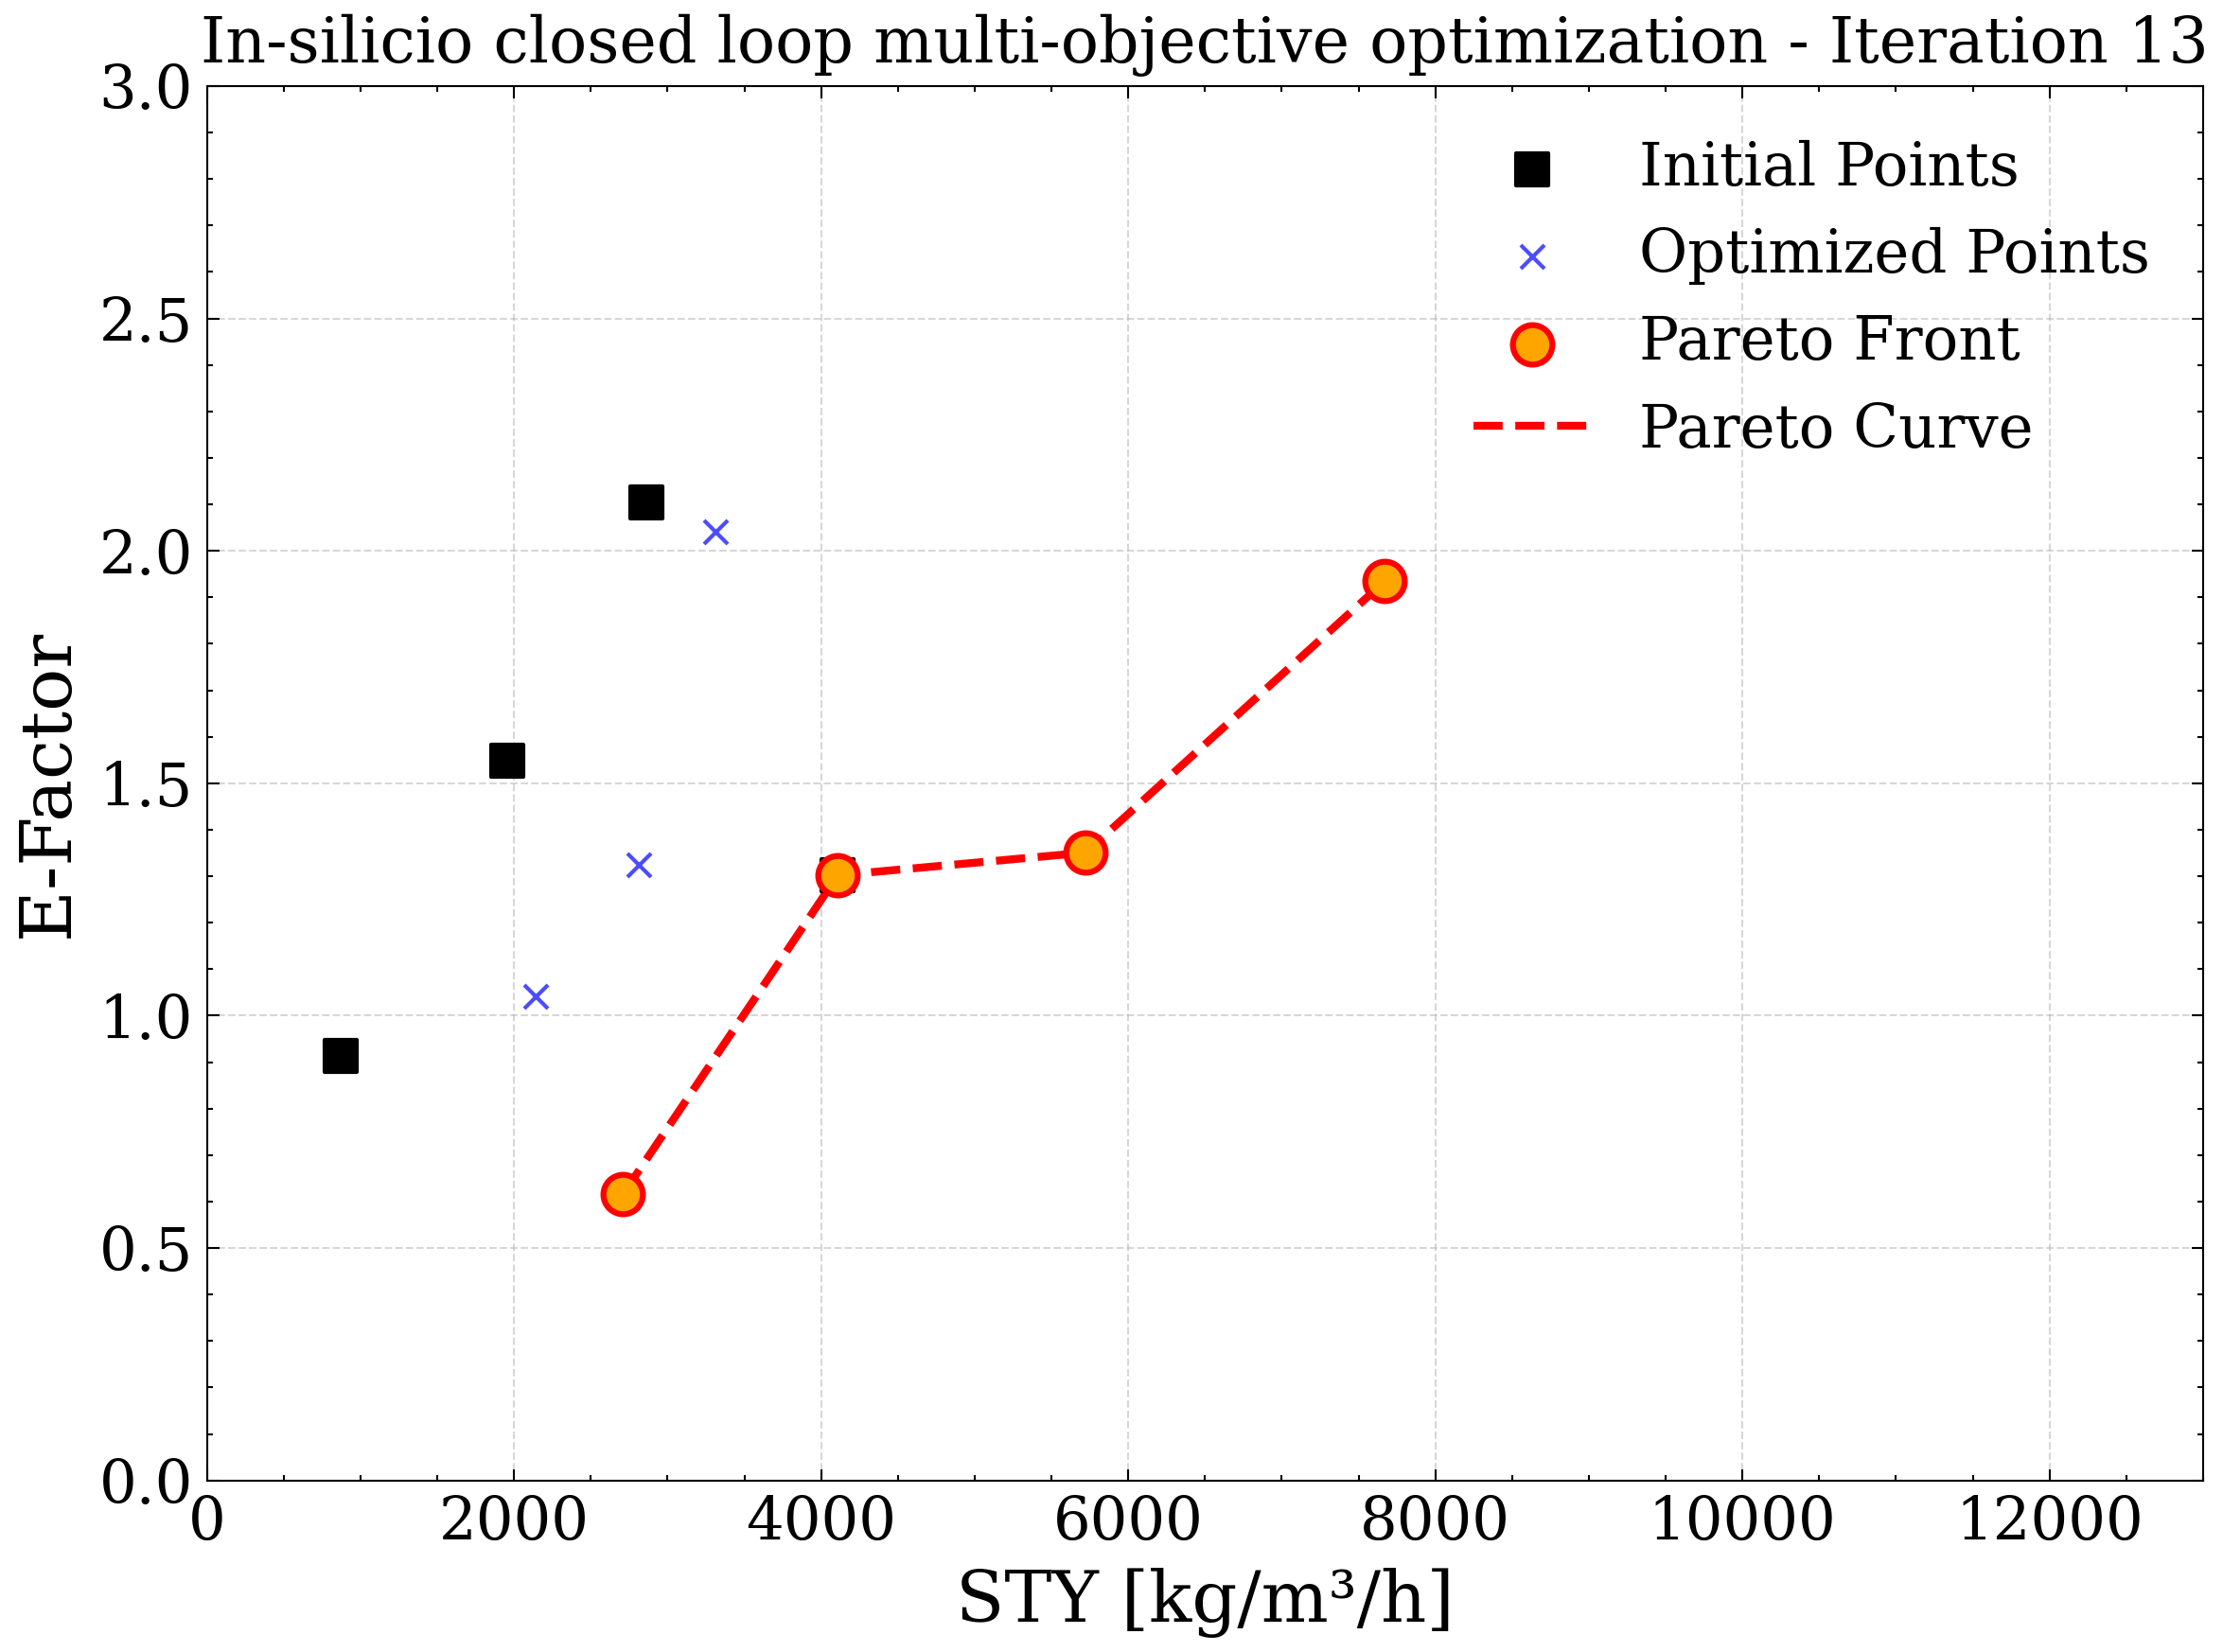 In-silicio closed loop multi-objective optimization - Iteration 13
3.0
2.5
2.0
1.5
1.0
0.5
0.0
E-Factor
Initial Points
Optimized Points
Pareto Front
Pareto Curve
0 2000 4000 6000 8000 10000 12000
STY [kg/m³/h]